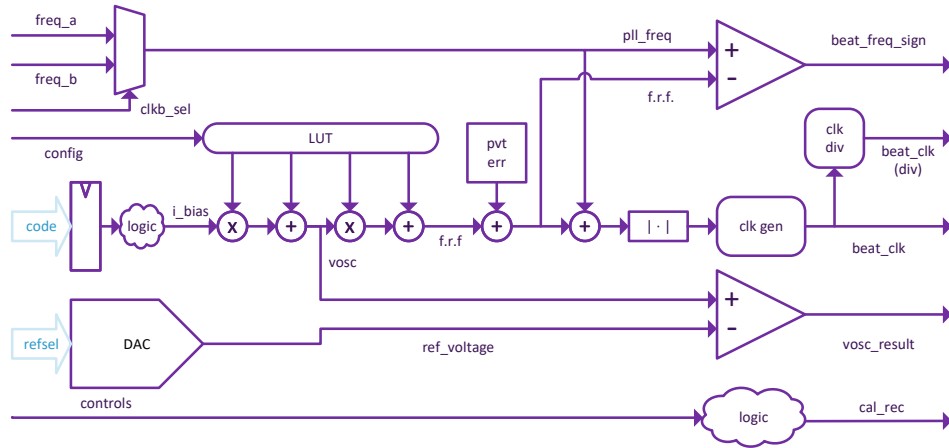 freq_a
freq_b
clkb_sel
config
LUT
pvt
err
pll_freq
f.r.f.
+
-
beat_freq_sign
clk
div
beat_clk
(div)
code
logic
i_bias
x
+
x
+
f.r.f
+
+
| · |
clk gen
beat_clk
vosc
refsel
DAC
ref_voltage
+
-
vosc_result
controls
logic
cal_rec